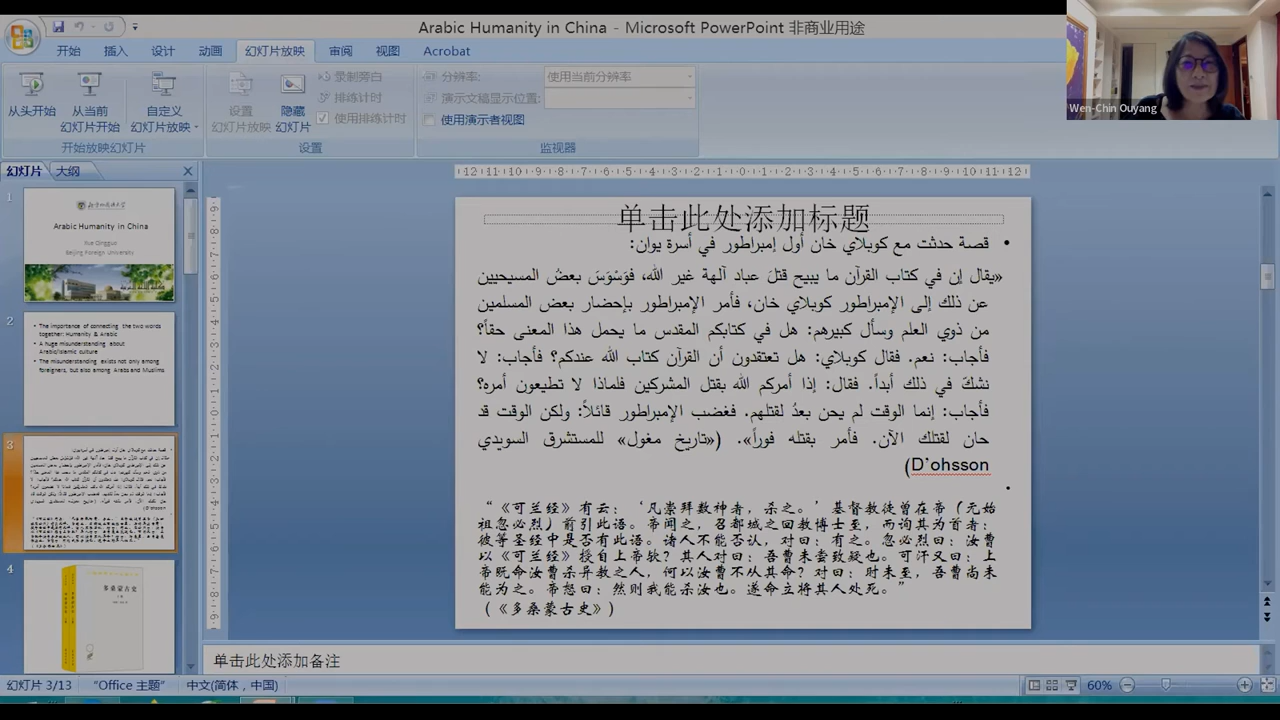 Arabic Humanity in China - Microsoft PowerPoint 非商业用途
开始 插入 设计 动画 幻灯片放映 审阅 视图 Acrobat
从头开始
从当前
幻灯片开始
自定义
幻灯片放映
设置
幻灯片放映
隐藏
幻灯片
录制旁白
排练计时
使用排练计时
分辨率:
使用当前分辨率
演示文稿显示位置:
使用演示者视图
开始放映幻灯片
设置
监视器
Wen-Chin Ouyang
幻灯片 大纲
1
Arabic Humanity in China
Xue Qingguo
Beijing Foreign University
2
The importance of connecting the two words
together: Humanity & Arabic
A huge misunderstanding about
Arabic/Islamic culture
The misunderstanding exists not only among
foreigners, but also among Arabs and Muslims
3
4
多桑蒙古史
单击此处添加标题
• قصة حدثت مع كوبلاي خان أول إمبراطور في أسرة يوان:
«يقال إن في كتاب القرآن ما يبيح قتلَ عباد آلهة غير الله، فوَسْوَسَ بعضُ المسيحيين
عن ذلك إلى الإمبراطور كوبلاي خان، فأمر الإمبراطور بإحضار بعض المسلمين
من ذوي العلم وسأل كبيرهم: هل في كتابكم المقدس ما يحمل هذا المعنى حقاً؟
فأجاب: نعم. فقال كوبلاي: هل تعتقدون أن القرآن كتاب الله عندكم؟ فأجاب: لا
نشكّ في ذلك أبداً. فقال: إذا أمركم الله بقتل المشركين فلماذا لا تطيعون أمره؟
فأجاب: إنما الوقت لم يحن بعدُ لقتلهم. فغضب الإمبراطور قائلاً: ولكن الوقت قد
حان لقتلك الآن. فأمر بقتله فوراً». («تاريخ مغول» للمستشرق السويدي
D'ohsson)
•
“《可兰经》有云：‘凡崇拜数神者，杀之。’基督教徒曾在帝（元始
祖忽必烈）前引此语。帝闻之，召都城之回教博士至，而询其为首者：
彼等圣经中是否有此语。诸人不能否认，对曰：有之。忽必烈曰：汝曹
以《可兰经》授自上帝欤？其人对曰：吾曹未尝致疑也。可汗又曰：上
帝既命汝曹杀异教之人，何以汝曹不从其命？对曰：时未至，吾曹尚未
能为之。帝怒曰：然则我能杀汝也。遂命立将其人处死。”
（《多桑蒙古史》）
单击此处添加备注
幻灯片 3/13 “Office 主题” 中文(简体，中国) 60%